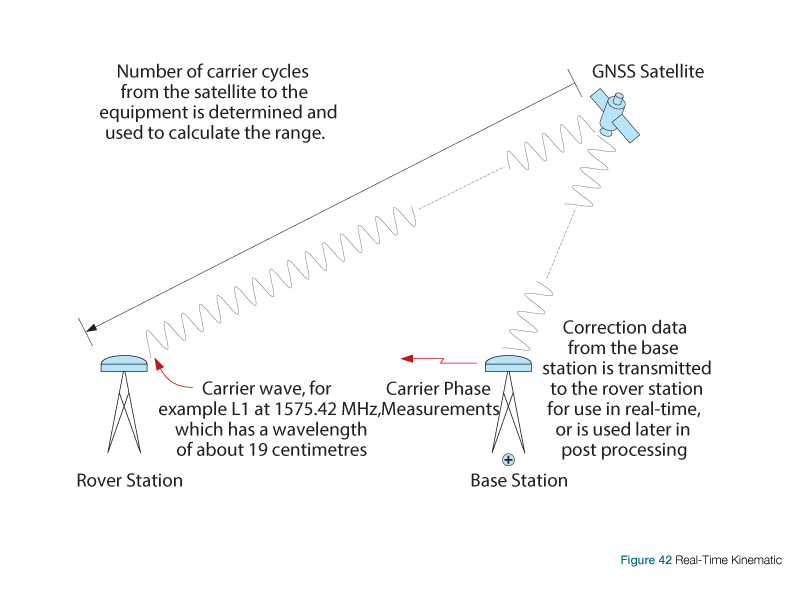 Number of carrier cycles
from the satellite to the
equipment is determined and
used to calculate the range.
GNSS Satellite
Carrier wave, for
example L1 at 1575.42 MHz,
which has a wavelength
of about 19 centimetres
Rover Station
Carrier Phase
Measurements
Correction data
from the base
station is transmitted
to the rover station
for use in real-time,
or is used later in
post processing
Base Station
Figure 42 Real-Time Kinematic